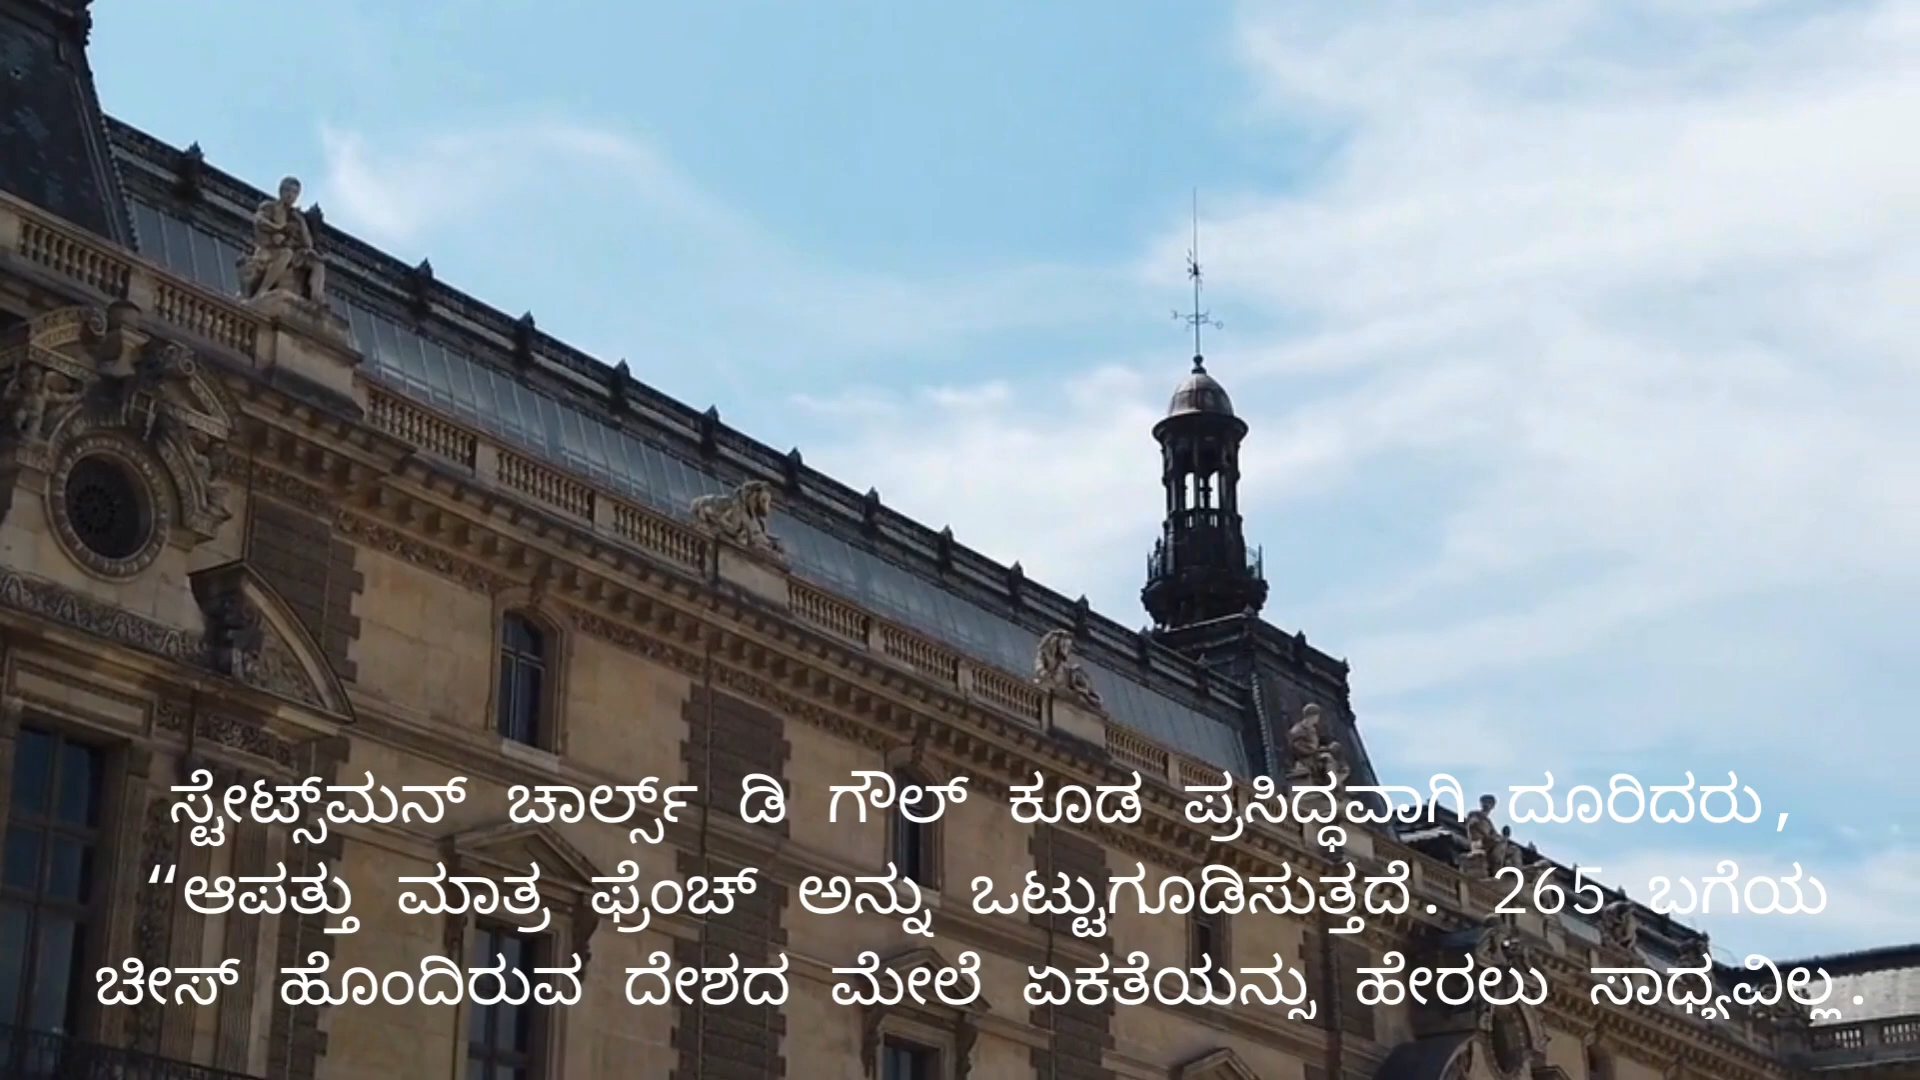 ಸ್ಟೇಟ್ಸ್‌ಮನ್ ಚಾರ್ಲ್ಸ್ ಡಿ ಗೌಲ್ ಕೂಡ ಪ್ರಸಿದ್ಧವಾಗಿ ದೂರಿದರು,
“ಆಪತ್ತು ಮಾತ್ರ ಫ್ರೆಂಚ್ ಅನ್ನು ಒಟ್ಟುಗೂಡಿಸುತ್ತದೆ. 265 ಬಗೆಯ
ಚೀಸ್ ಹೊಂದಿರುವ ದೇಶದ ಮೇಲೆ ಏಕತೆಯನ್ನು ಹೇರಲು ಸಾಧ್ಯವಿಲ್ಲ.